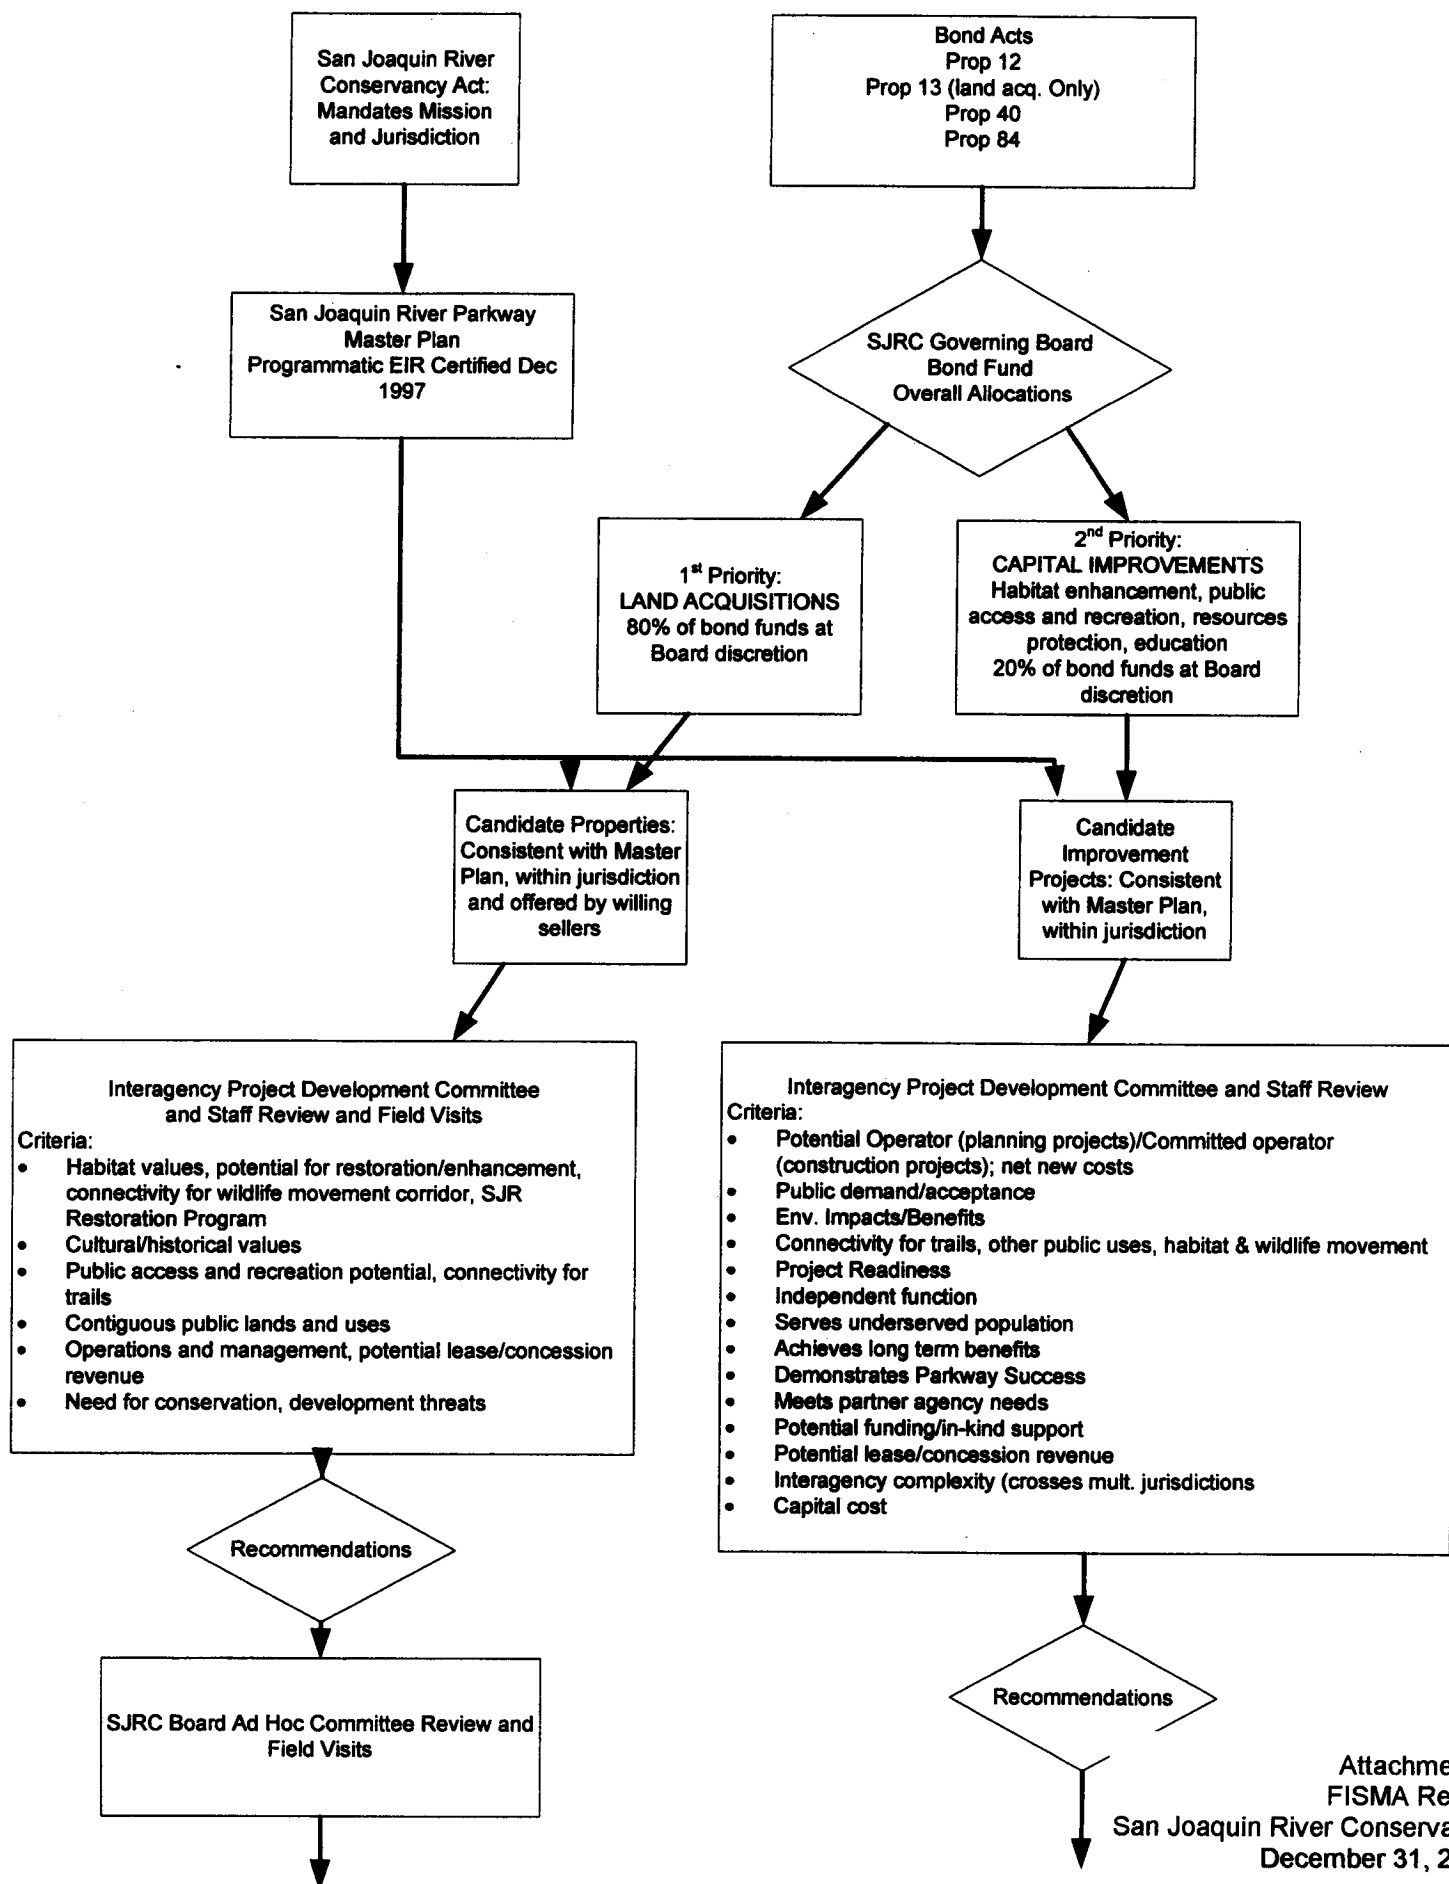 San Joaquin River
Conservancy Act:
Mandates Mission
and Jurisdiction
Bond Acts
Prop 12
Prop 13 (land acq. Only)
Prop 40
Prop 84
San Joaquin River Parkway
Master Plan
Programmatic EIR Certified Dec
1997
SJRC Governing Board
Bond Fund
Overall Allocations
1st Priority:
LAND ACQUISITIONS
80% of bond funds at
Board discretion
2nd Priority:
CAPITAL IMPROVEMENTS
Habitat enhancement, public
access and recreation, resources
protection, education
20% of bond funds at Board
discretion
Candidate Properties:
Consistent with Master
Plan, within jurisdiction
and offered by willing
sellers
Candidate
Improvement
Projects: Consistent
with Master Plan,
within jurisdiction
Interagency Project Development Committee
and Staff Review and Field Visits
Criteria:
• Habitat values, potential for restoration/enhancement,
connectivity for wildlife movement corridor, SJR
Restoration Program
• Cultural/historical values
• Public access and recreation potential, connectivity for
trails
• Contiguous public lands and uses
• Operations and management, potential lease/concession
revenue
• Need for conservation, development threats
Interagency Project Development Committee and Staff Review
Criteria:
• Potential Operator (planning projects)/Committed operator
(construction projects); net new costs
• Public demand/acceptance
• Env. Impacts/Benefits
• Connectivity for trails, other public uses, habitat & wildlife movement
• Project Readiness
• Independent function
• Serves underserved population
• Achieves long term benefits
• Demonstrates Parkway Success
• Meets partner agency needs
• Potential funding/in-kind support
• Potential lease/concession revenue
• Interagency complexity (crosses mult. jurisdictions
• Capital cost
Recommendations
SJRC Board Ad Hoc Committee Review and
Field Visits
Recommendations
Attachme
FISMA Re
San Joaquin River Conserva
December 31, 2